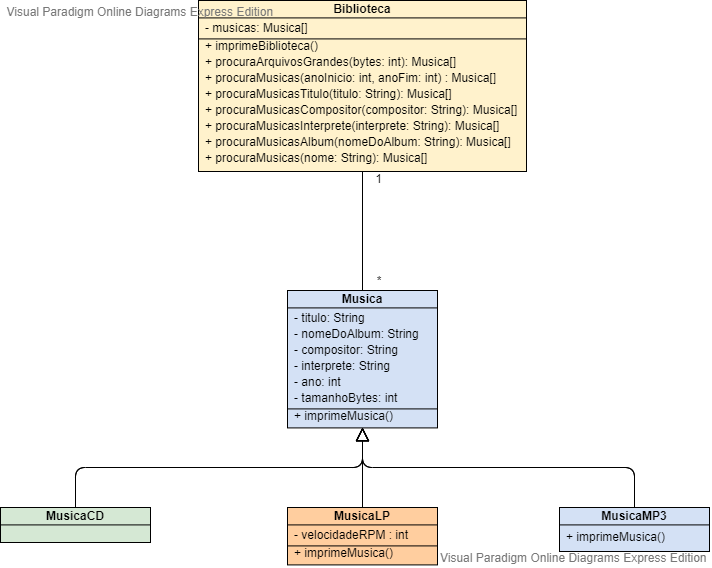 Visual Paradigm Online Diagrams Express Edition
Biblioteca
- musicas: Musica[]
+ imprimeBiblioteca()
+ procuraArquivosGrandes(bytes: int): Musica[]
+ procuraMusicas(anoInicio: int, anoFim: int) : Musica[]
+ procuraMusicasTitulo(titulo: String): Musica[]
+ procuraMusicasCompositor(compositor: String): Musica[]
+ procuraMusicasInterprete(interprete: String): Musica[]
+ procuraMusicasAlbum(nomeDoAlbum: String): Musica[]
+ procuraMusicas(nome: String): Musica[]
1
*
Musica
- titulo: String
- nomeDoAlbum: String
- compositor: String
- interprete: String
- ano: int
- tamanhoBytes: int
+ imprimeMusica()
MusicaCD
MusicaLP
- velocidadeRPM : int
+ imprimeMusica()
MusicaMP3
+ imprimeMusica()
Visual Paradigm Online Diagrams Express Edition